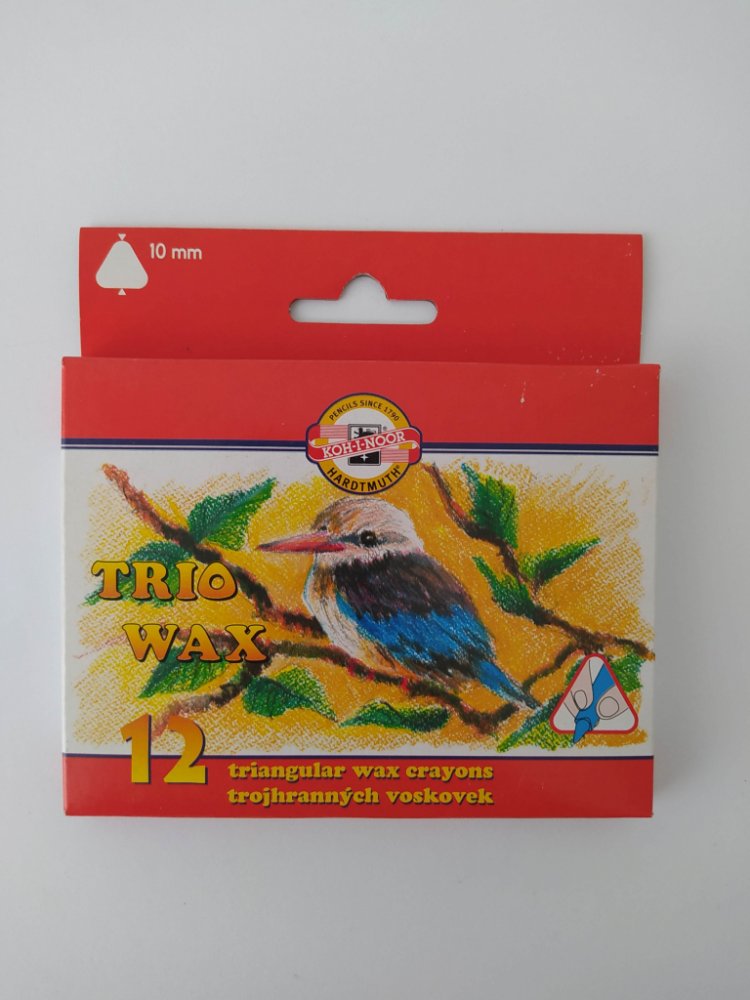 10 mm
PENCILS SINCE 1790
KOH-I-NOOR
HARDTMUTH®
TRIO
WAX
12
triangular wax crayons
trojhranných voskovek